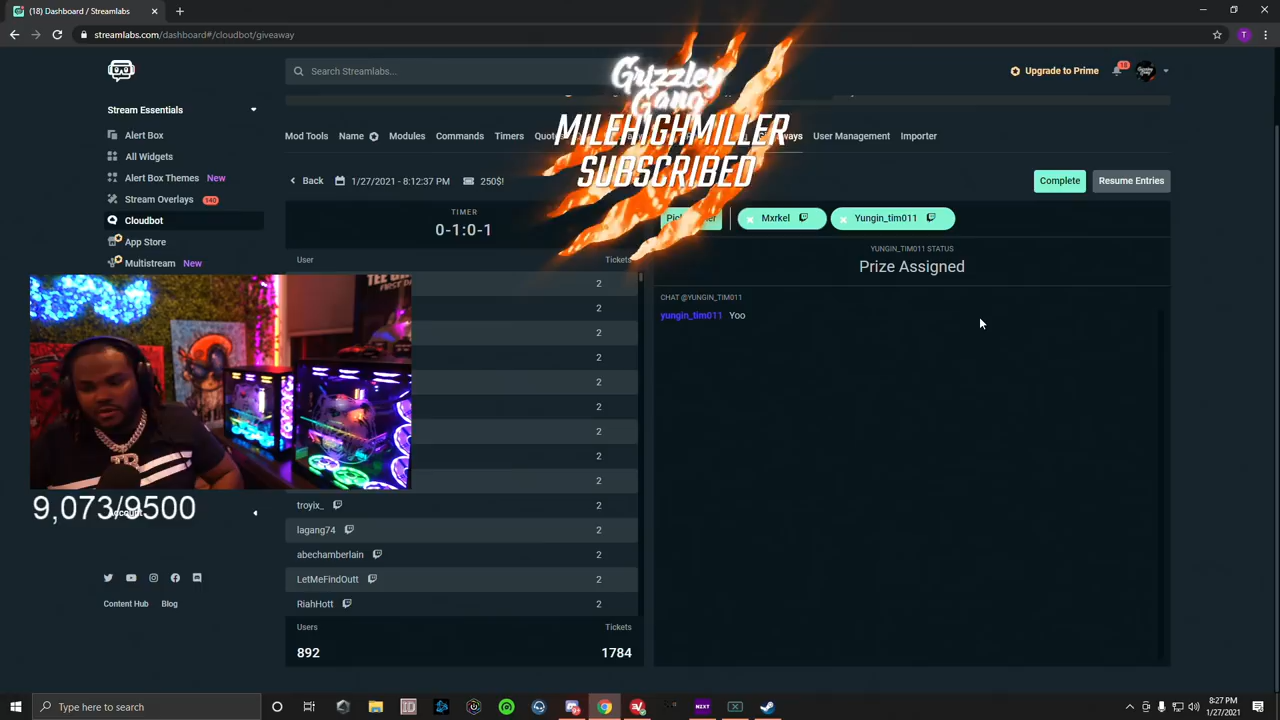 (18) Dashboard / Streamlabs
streamlabs.com/dashboard#/cloudbot/giveaway
T
Search Streamlabs...
Upgrade to Prime
18
Grizzley
Gang
MILEHIGHMILLER
SUBSCRIBED
Stream Essentials
Alert Box
All Widgets
Alert Box Themes New
Stream Overlays 140
Cloudbot
App Store
Multistream New
Mod Tools Name Modules Commands Timers User Management Importer
Back 1/27/2021 - 8:12:37 PM 250$!
Complete Resume Entries
TIMER
0-1:0-1
Mxrkel Yungin_tim011
YUNGIN_TIM011 STATUS
Prize Assigned
CHAT @YUNGIN_TIM011
yungin_tim011 Yoo
User Tickets
2
2
2
2
2
2
2
2
2
troyix_ 2
lagang74 2
abechamberlain 2
LetMeFindOutt 2
RiahHott 2
Users Tickets
892 1784
9,073/9500
Account
Content Hub Blog
Type here to search
NZXT
8:27 PM
1/27/2021